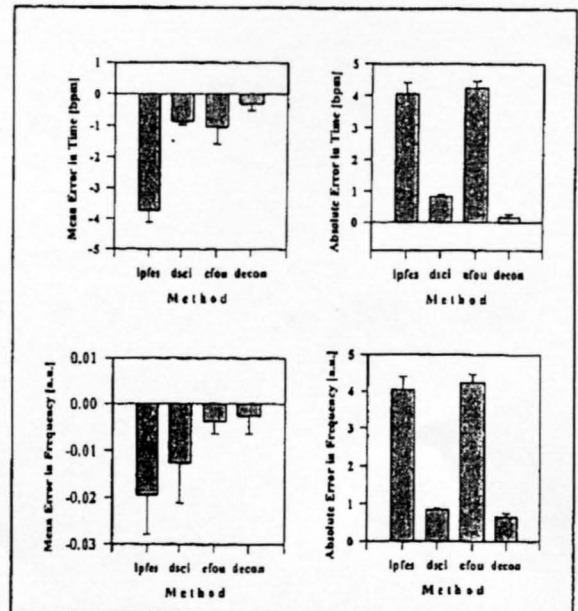 Mean Error in Time [bpm]
1
0
-1
-2
-3
-4
-5
lpfes dsci cfou decon
Method
Absolute Error in Time [bpm]
5
4
3
2
1
0
lpfes dsci cfou decon
Method
Mean Error in Frequency [a.u.]
0.01
0.00
-0.01
-0.02
-0.03
lpfes dsci cfou decon
Method
Absolute Error in Frequency [a.u.]
5
4
3
2
1
0
lpfes dsci cfou decon
Method